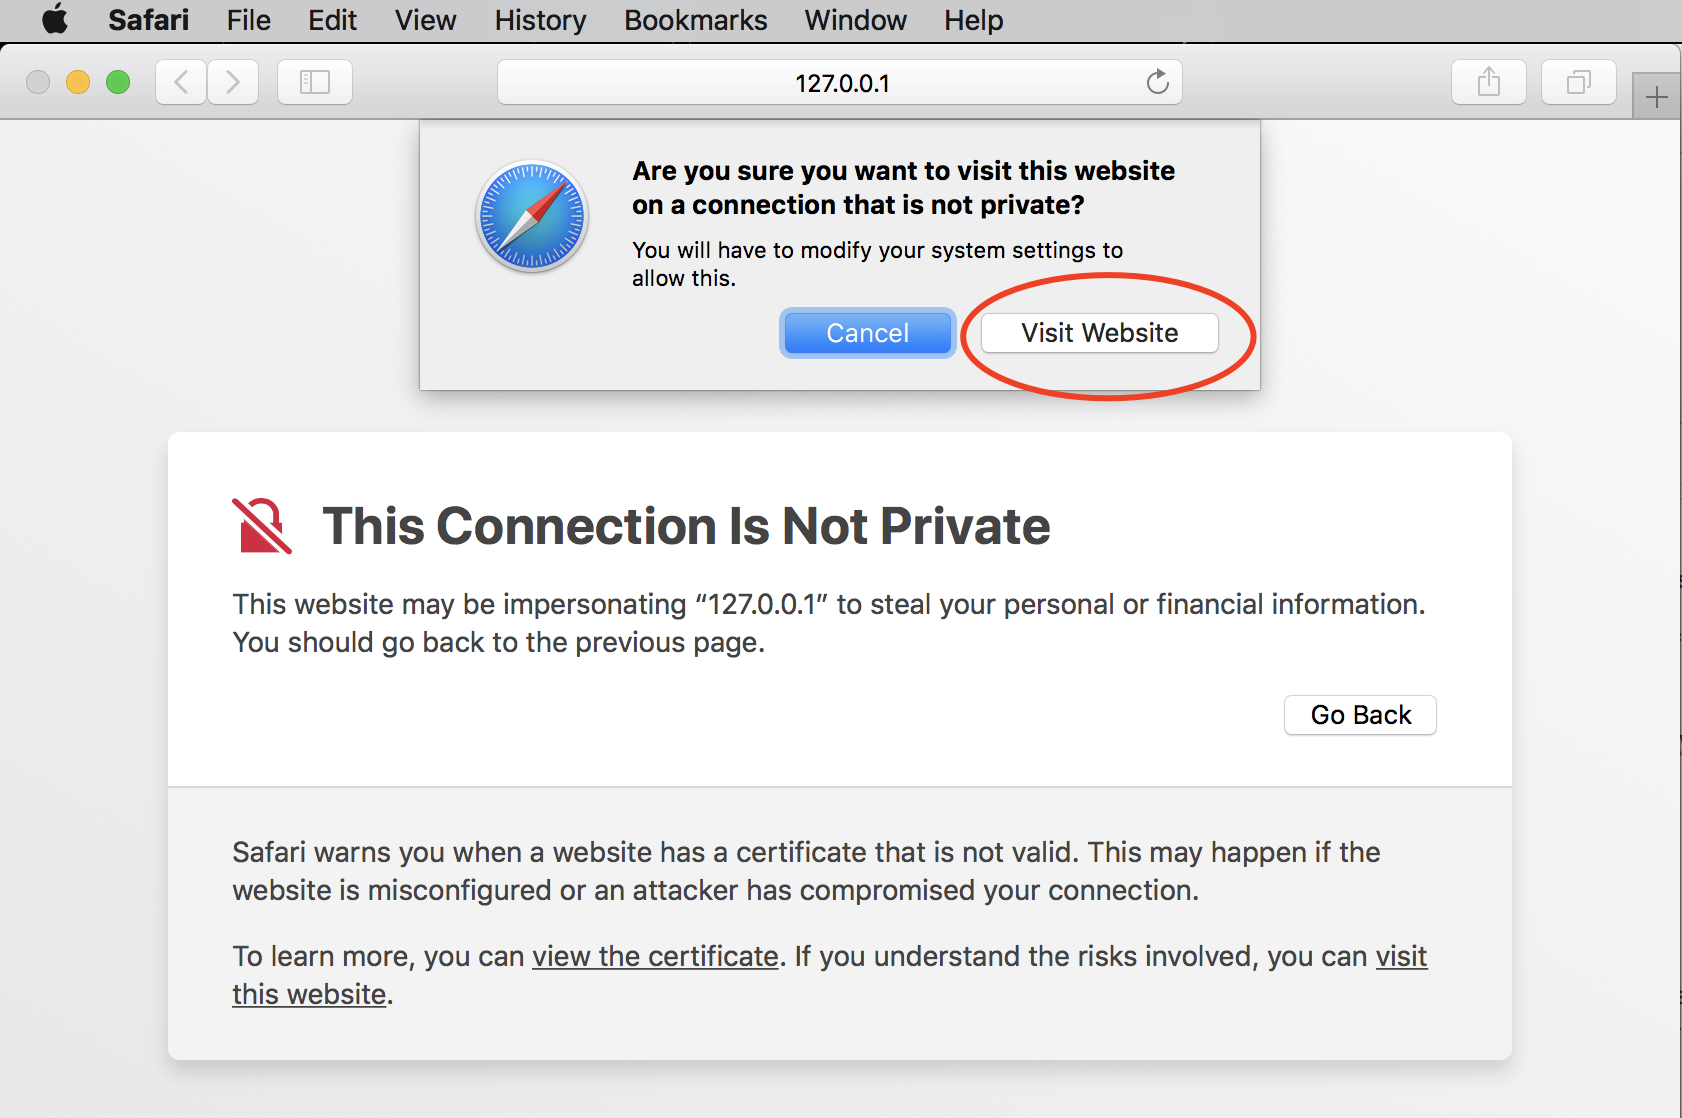 Safari File Edit View History Bookmarks Window Help
127.0.0.1
Are you sure you want to visit this website
on a connection that is not private?
You will have to modify your system settings to
allow this.
Cancel Visit Website
This Connection Is Not Private
This website may be impersonating “127.0.0.1” to steal your personal or financial information.
You should go back to the previous page.
Go Back
Safari warns you when a website has a certificate that is not valid. This may happen if the
website is misconfigured or an attacker has compromised your connection.
To learn more, you can view the certificate. If you understand the risks involved, you can visit
this website.